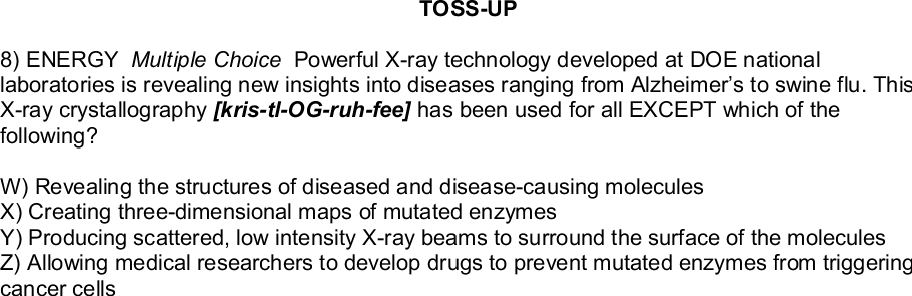 TOSS-UP
8) ENERGY Multiple Choice Powerful X-ray technology developed at DOE national
laboratories is revealing new insights into diseases ranging from Alzheimer's to swine flu. This
X-ray crystallography [kris-tl-OG-ruh-fee] has been used for all EXCEPT which of the
following?
W) Revealing the structures of diseased and disease-causing molecules
X) Creating three-dimensional maps of mutated enzymes
Y) Producing scattered, low intensity X-ray beams to surround the surface of the molecules
Z) Allowing medical researchers to develop drugs to prevent mutated enzymes from triggering
cancer cells